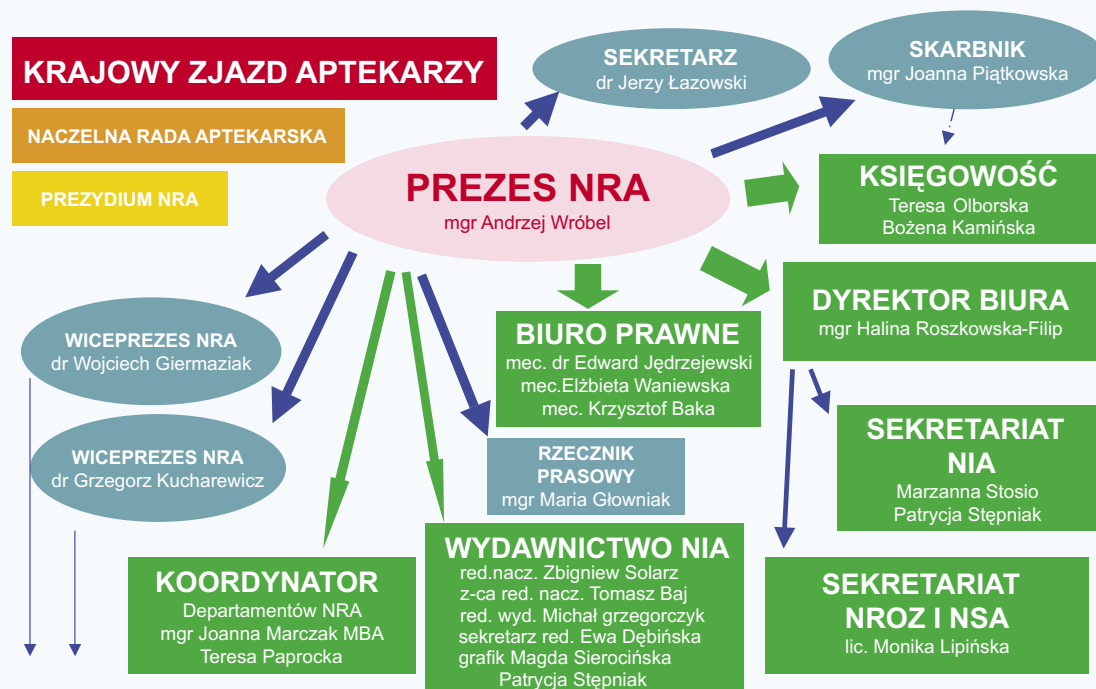 KRAJOWY ZJAZD APTEKARZY
NACZELNA RADA APTEKARSKA
PREZYDIUM NRA
SEKRETARZ
dr Jerzy Łazowski
SKARBNIK
mgr Joanna Piątkowska
PREZES NRA
mgr Andrzej Wróbel
KSIĘGOWOŚĆ
Teresa Olborska
Bożena Kamińska
DYREKTOR BIURA
mgr Halina Roszkowska-Filip
BIURO PRAWNE
mec. dr Edward Jędrzejewski
mec.Elżbieta Waniewska
mec. Krzysztof Baka
WICEPREZES NRA
dr Wojciech Giermaziak
WICEPREZES NRA
dr Grzegorz Kucharewicz
RZECZNIK
PRASOWY
mgr Maria Głowniak
SEKRETARIAT
NIA
Marzanna Stosio
Patrycja Stępniak
KOORDYNATOR
Departamentów NRA
mgr Joanna Marczak MBA
Teresa Paprocka
WYDAWNICTWO NIA
red.nacz. Zbigniew Solarz
z-ca red. nacz. Tomasz Baj
red. wyd. Michał grzegorczyk
sekretarz red. Ewa Dębińska
grafik Magda Sierocińska
Patrycja Stępniak
SEKRETARIAT
NROZ I NSA
lic. Monika Lipińska